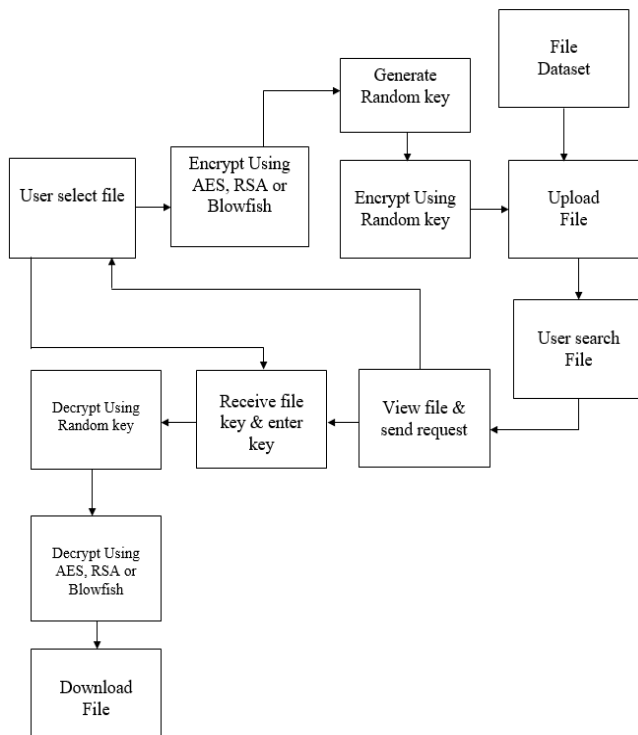 File
Dataset
Generate
Random key
User select file
Encrypt Using
AES, RSA or
Blowfish
Encrypt Using
Random key
Upload
File
User search
File
View file &
send request
Receive file
key & enter
key
Decrypt Using
Random key
Decrypt Using
AES, RSA or
Blowfish
Download
File